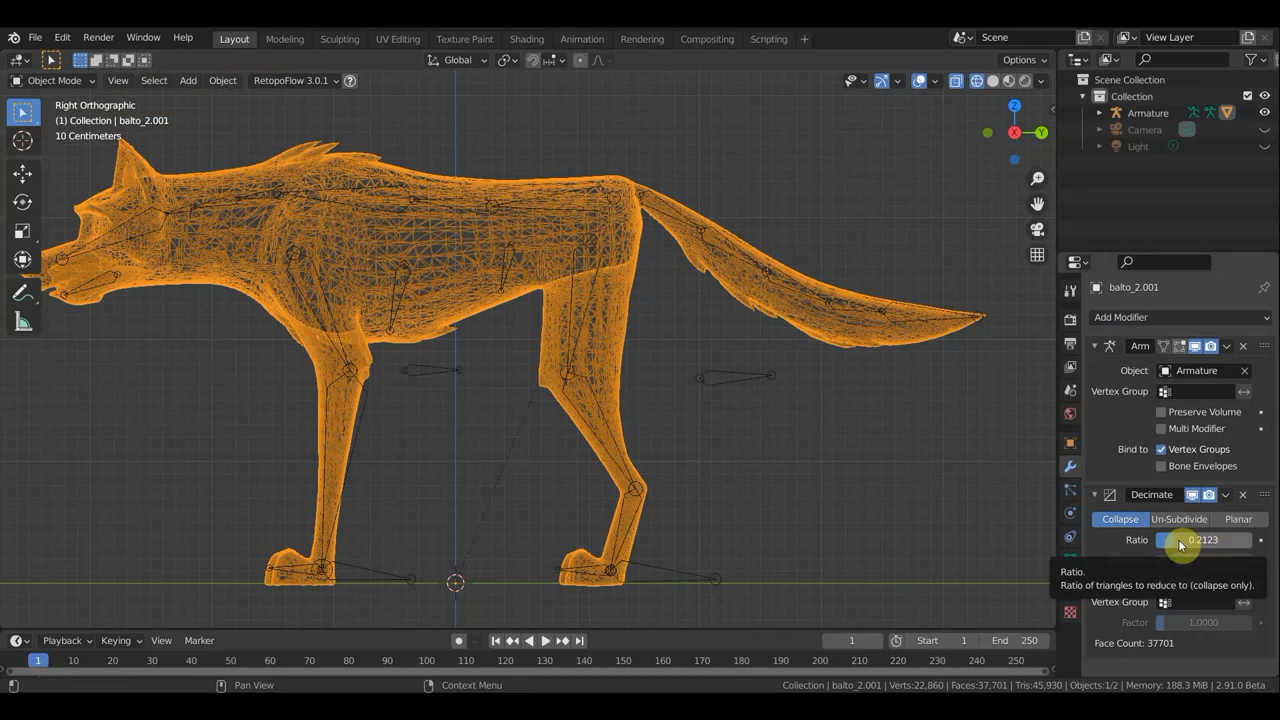 File Edit Render Window Help Layout Modeling Sculpting UV Editing Texture Paint Shading Animation Rendering Compositing Scripting + Scene View Layer
Global Options
Object Mode View Select Add Object RetopoFlow 3.0.1
Scene Collection
Collection
Armature
Camera
Light
Right Orthographic
(1) Collection | balto_2.001
10 Centimeters
Z
X
Y
balto_2.001
Add Modifier
Arm
Object Armature
Vertex Group
Preserve Volume
Multi Modifier
Bind to Vertex Groups
Bone Envelopes
Decimate
Collapse Un-Subdivide Planar
Ratio 0.2123
Ratio.
Ratio of triangles to reduce to (collapse only).
Vertex Group
Factor 1.0000
Face Count: 37701
Playback Keying View Marker 1 Start 1 End 250
1 10 20 30 40 50 60 70 80 90 100 110 120 130 140 150 160 170 180 190 200 210 220 230 240 250
Pan View Context Menu Collection | balto_2.001 | Verts:22,860 | Faces:37,701 | Tris:45,930 | Objects:1/2 | Memory: 188.3 MiB | 2.91.0 Beta